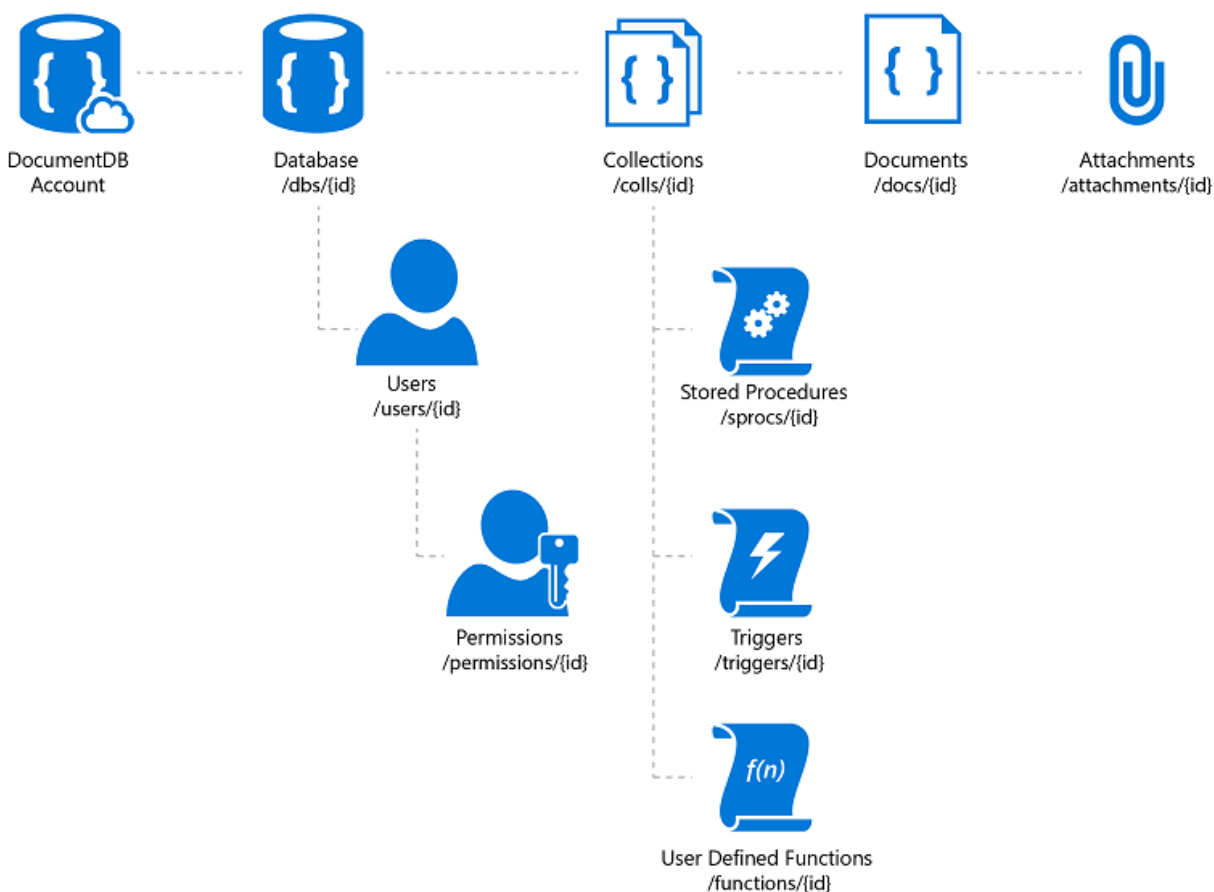 DocumentDB
Account
Database
/dbs/{id}
Collections
/colls/{id}
Documents
/docs/{id}
Attachments
/attachments/{id}
Users
/users/{id}
Stored Procedures
/sprocs/{id}
Permissions
/permissions/{id}
Triggers
/triggers/{id}
f(n)
User Defined Functions
/functions/{id}